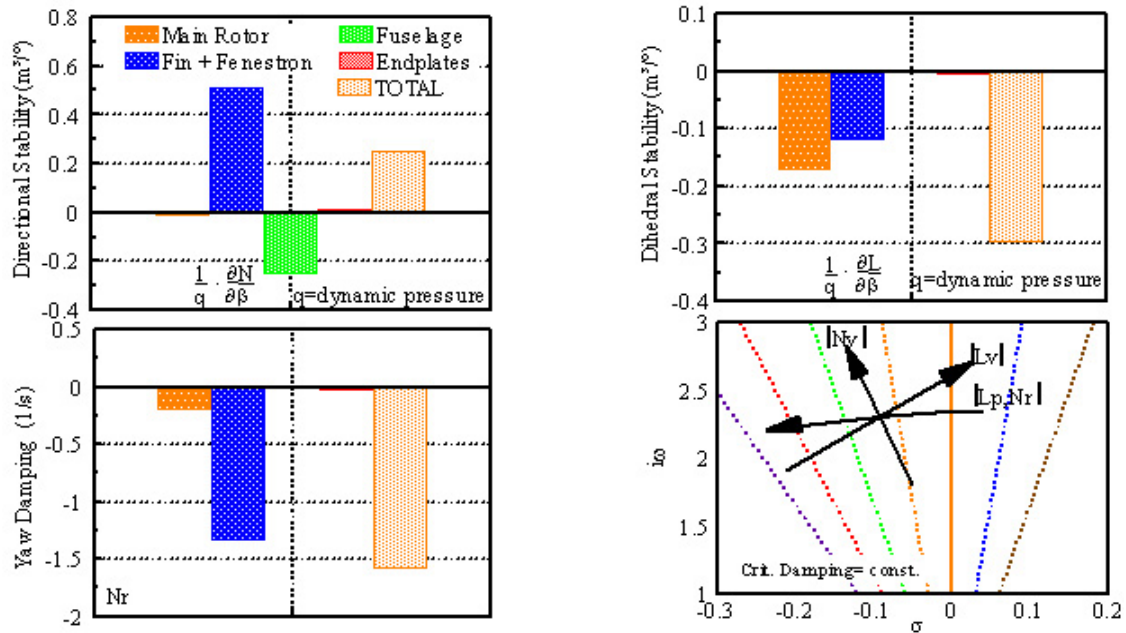 Directional Stability (m³/°)
0.8
0.6
0.4
0.2
0
-0.2
-0.4
Main Rotor
Fin + Fenestron
Fuselage
Endplates
TOTAL
1/q · ∂N/∂β
q=dynamic pressure
Dihedral Stability (m³/°)
0.1
0
-0.1
-0.2
-0.3
-0.4
1/q · ∂L/∂β
q=dynamic pressure
Yaw Damping (1/s)
0.5
0
-0.5
-1
-1.5
-2
Nr
iω
3
2.5
2
1.5
1
|Nv|
|Lv|
|Lp,Nr|
Crit. Damping= const.
-0.3 -0.2 -0.1 0 0.1 0.2
σ